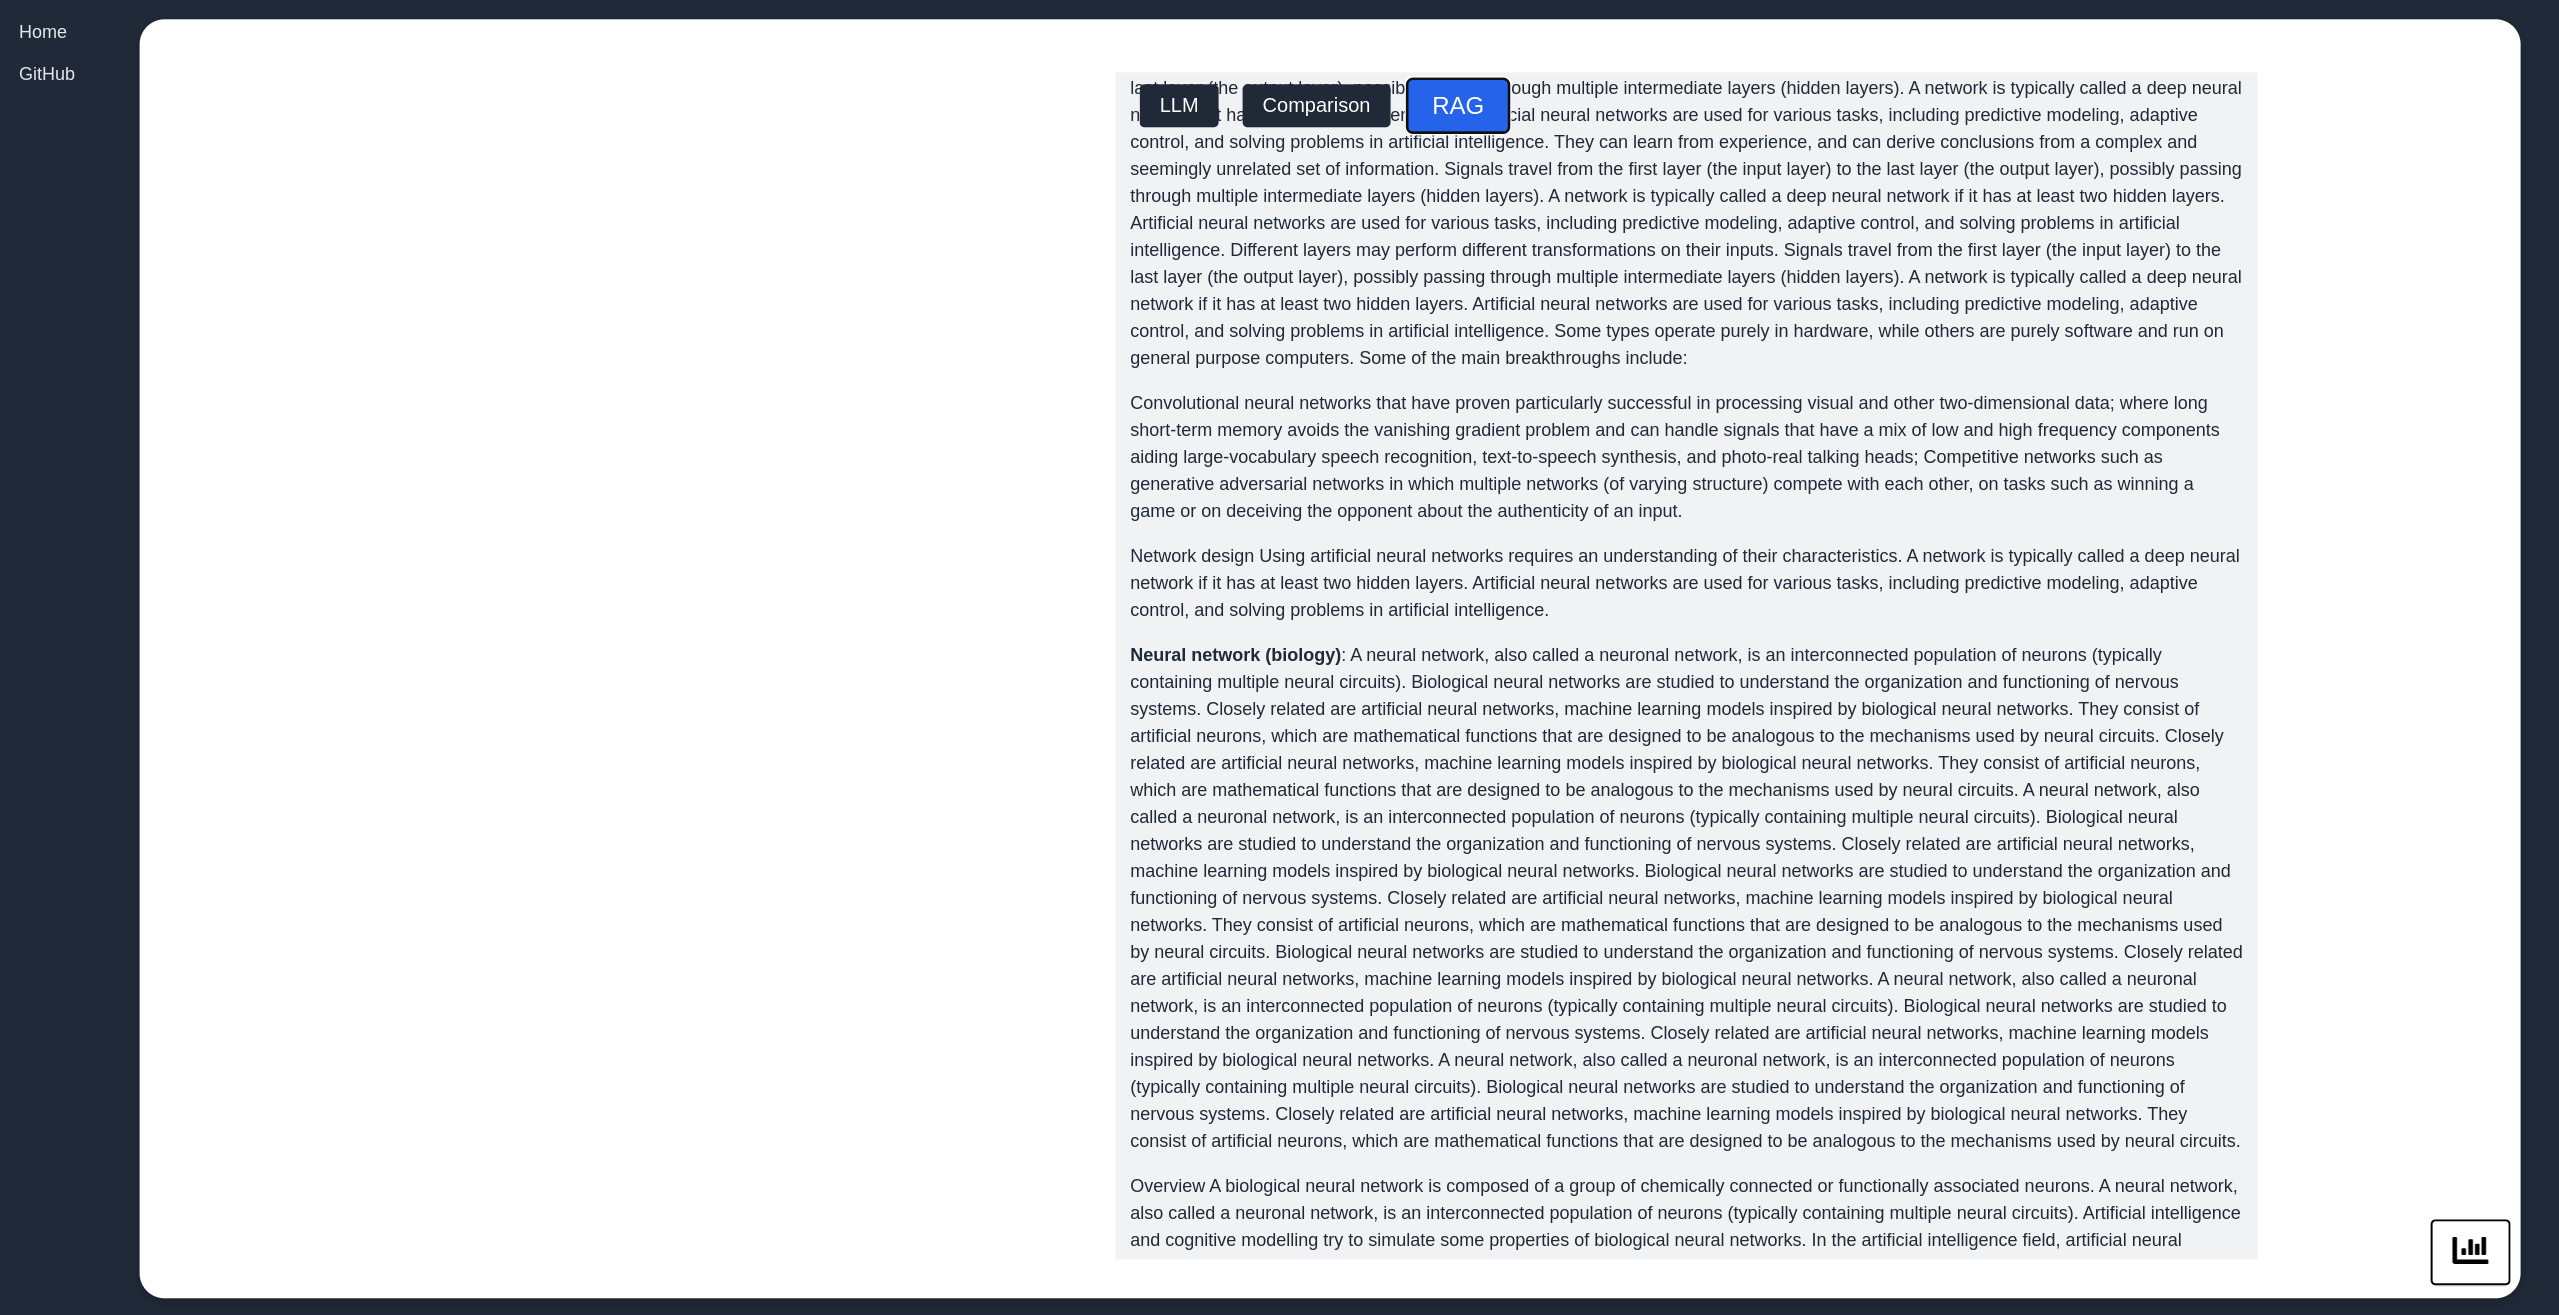 Home
GitHub
LLM
Comparison
RAG
the
ough multiple intermediate layers (hidden layers). A network is typically called a deep neural
neural networks are used for various tasks, including predictive modeling, adaptive
control, and solving problems in artificial intelligence. They can learn from experience, and can derive conclusions from a complex and
seemingly unrelated set of information. Signals travel from the first layer (the input layer) to the last layer (the output layer), possibly passing
through multiple intermediate layers (hidden layers). A network is typically called a deep neural network if it has at least two hidden layers.
Artificial neural networks are used for various tasks, including predictive modeling, adaptive control, and solving problems in artificial
intelligence. Different layers may perform different transformations on their inputs. Signals travel from the first layer (the input layer) to the
last layer (the output layer), possibly passing through multiple intermediate layers (hidden layers). A network is typically called a deep neural
network if it has at least two hidden layers. Artificial neural networks are used for various tasks, including predictive modeling, adaptive
control, and solving problems in artificial intelligence. Some types operate purely in hardware, while others are purely software and run on
general purpose computers. Some of the main breakthroughs include:
Convolutional neural networks that have proven particularly successful in processing visual and other two-dimensional data; where long
short-term memory avoids the vanishing gradient problem and can handle signals that have a mix of low and high frequency components
aiding large-vocabulary speech recognition, text-to-speech synthesis, and photo-real talking heads; Competitive networks such as
generative adversarial networks in which multiple networks (of varying structure) compete with each other, on tasks such as winning a
game or on deceiving the opponent about the authenticity of an input.
Network design Using artificial neural networks requires an understanding of their characteristics. A network is typically called a deep neural
network if it has at least two hidden layers. Artificial neural networks are used for various tasks, including predictive modeling, adaptive
control, and solving problems in artificial intelligence.
Neural network (biology): A neural network, also called a neuronal network, is an interconnected population of neurons (typically
containing multiple neural circuits). Biological neural networks are studied to understand the organization and functioning of nervous
systems. Closely related are artificial neural networks, machine learning models inspired by biological neural networks. They consist of
artificial neurons, which are mathematical functions that are designed to be analogous to the mechanisms used by neural circuits. Closely
related are artificial neural networks, machine learning models inspired by biological neural networks. They consist of artificial neurons,
which are mathematical functions that are designed to be analogous to the mechanisms used by neural circuits. A neural network, also
called a neuronal network, is an interconnected population of neurons (typically containing multiple neural circuits). Biological neural
networks are studied to understand the organization and functioning of nervous systems. Closely related are artificial neural networks,
machine learning models inspired by biological neural networks. Biological neural networks are studied to understand the organization and
functioning of nervous systems. Closely related are artificial neural networks, machine learning models inspired by biological neural
networks. They consist of artificial neurons, which are mathematical functions that are designed to be analogous to the mechanisms used
by neural circuits. Biological neural networks are studied to understand the organization and functioning of nervous systems. Closely related
are artificial neural networks, machine learning models inspired by biological neural networks. A neural network, also called a neuronal
network, is an interconnected population of neurons (typically containing multiple neural circuits). Biological neural networks are studied to
understand the organization and functioning of nervous systems. Closely related are artificial neural networks, machine learning models
inspired by biological neural networks. A neural network, also called a neuronal network, is an interconnected population of neurons
(typically containing multiple neural circuits). Biological neural networks are studied to understand the organization and functioning of
nervous systems. Closely related are artificial neural networks, machine learning models inspired by biological neural networks. They
consist of artificial neurons, which are mathematical functions that are designed to be analogous to the mechanisms used by neural circuits.
Overview A biological neural network is composed of a group of chemically connected or functionally associated neurons. A neural network,
also called a neuronal network, is an interconnected population of neurons (typically containing multiple neural circuits). Artificial intelligence
and cognitive modelling try to simulate some properties of biological neural networks. In the artificial intelligence field, artificial neural